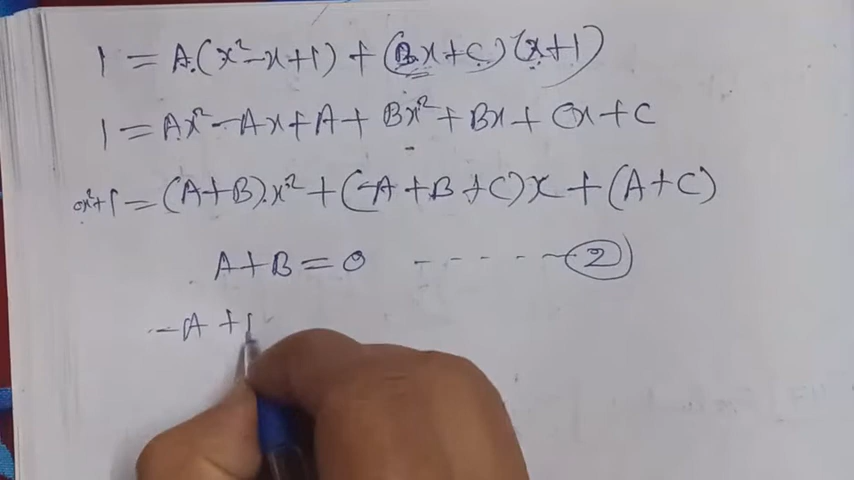 1 = A.(x²-x+1) + (Bx+C)(x+1)
1 = Ax² - Ax + A + Bx² + Bx + Cx + C
0x²+1 = (A+B).x² + (-A+B+C)x + (A+C)
A+B = 0 ------ 2
-A +